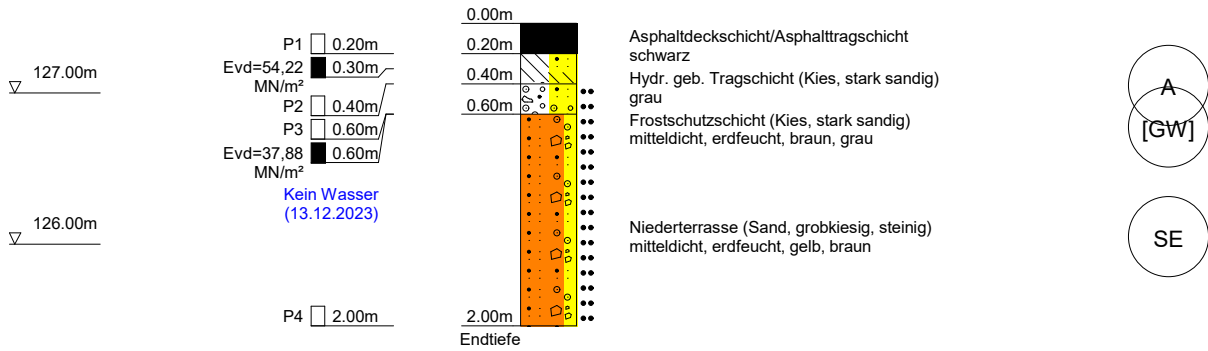 0.00m
P1 0.20m
0.20m
Asphaltdeckschicht/Asphalttragschicht
schwarz
Evd=54,22 0.30m
MN/m²
127.00m
0.40m
Hydr. geb. Tragschicht (Kies, stark sandig)
grau
A
P2 0.40m
0.60m
Frostschutzschicht (Kies, stark sandig)
mitteldicht, erdfeucht, braun, grau
[GW]
P3 0.60m
Evd=37,88 0.60m
MN/m²
Kein Wasser
(13.12.2023)
126.00m
Niederterrasse (Sand, grobkiesig, steinig)
mitteldicht, erdfeucht, gelb, braun
SE
P4 2.00m
2.00m
Endtiefe